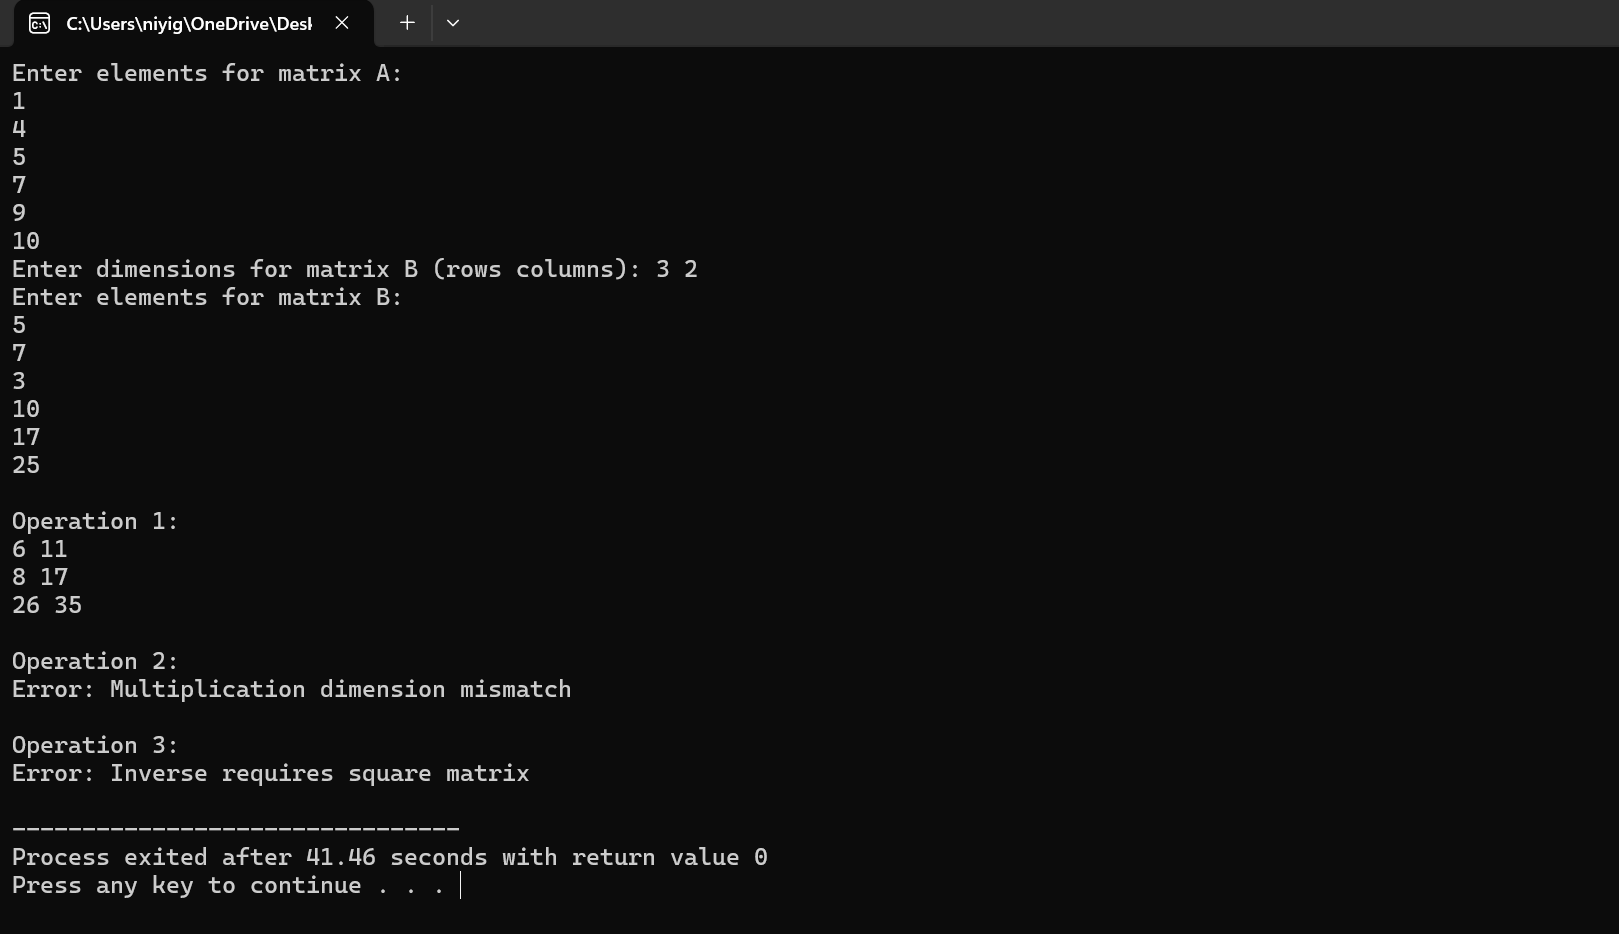 C:\Users\niyig\OneDrive\Desl
Enter elements for matrix A:
1
4
5
7
9
10
Enter dimensions for matrix B (rows columns): 3 2
Enter elements for matrix B:
5
7
3
10
17
25
Operation 1:
6 11
8 17
26 35
Operation 2:
Error: Multiplication dimension mismatch
Operation 3:
Error: Inverse requires square matrix
--------------------------------
Process exited after 41.46 seconds with return value 0
Press any key to continue . . .